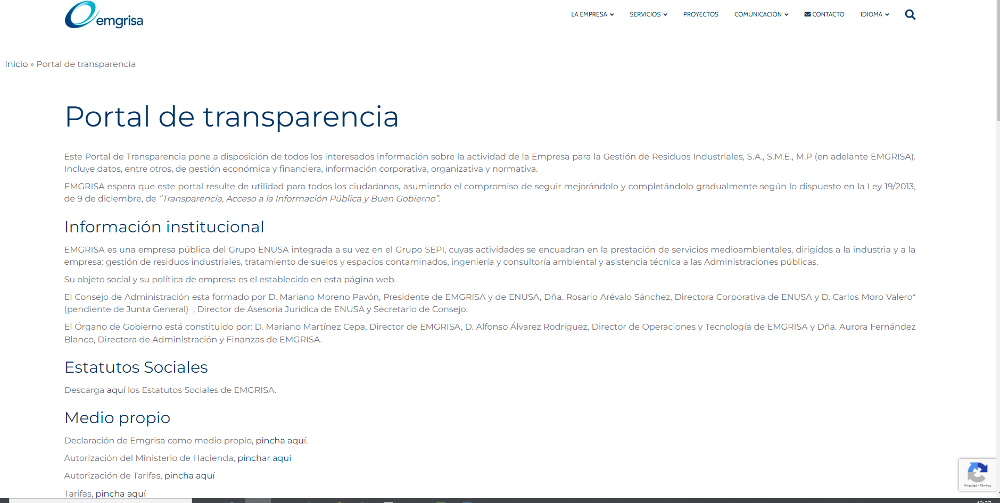 emgrisa
LA EMPRESA
SERVICIOS
PROYECTOS
COMUNICACIÓN
CONTACTO
IDIOMA
Inicio » Portal de transparencia
Portal de transparencia
Este Portal de Transparencia pone a disposición de todos los interesados información sobre la actividad de la Empresa para la Gestión de Residuos Industriales, S.A., S.M.E., M.P (en adelante EMGRISA).
Incluye datos, entre otros, de gestión económica y financiera, información corporativa, organizativa y normativa.
EMGRISA espera que este portal resulte de utilidad para todos los ciudadanos, asumiendo el compromiso de seguir mejorándolo y completándolo gradualmente según lo dispuesto en la Ley 19/2013,
de 9 de diciembre, de “Transparencia, Acceso a la Información Pública y Buen Gobierno”.
Información institucional
EMGRISA es una empresa pública del Grupo ENUSA integrada a su vez en el Grupo SEPI, cuyas actividades se encuadran en la prestación de servicios medioambientales, dirigidos a la industria y a la
empresa: gestión de residuos industriales, tratamiento de suelos y espacios contaminados, ingeniería y consultoría ambiental y asistencia técnica a las Administraciones públicas.
Su objeto social y su política de empresa es el establecido en esta página web.
El Consejo de Administración esta formado por D. Mariano Moreno Pavón, Presidente de EMGRISA y de ENUSA, Dña. Rosario Arévalo Sánchez, Directora Corporativa de ENUSA y D. Carlos Moro Valero*
(pendiente de Junta General) , Director de Asesoría Jurídica de ENUSA y Secretario de Consejo.
El Órgano de Gobierno está constituido por: D. Mariano Martínez Cepa, Director de EMGRISA, D. Alfonso Álvarez Rodríguez, Director de Operaciones y Tecnología de EMGRISA y Dña. Aurora Fernández
Blanco, Directora de Administración y Finanzas de EMGRISA.
Estatutos Sociales
Descarga aquí los Estatutos Sociales de EMGRISA.
Medio propio
Declaración de Emgrisa como medio propio, pincha aquí.
Autorización del Ministerio de Hacienda, pinchar aquí
Autorización de Tarifas, pincha aquí
Tarifas, pincha aquí
Privacidad - Términos